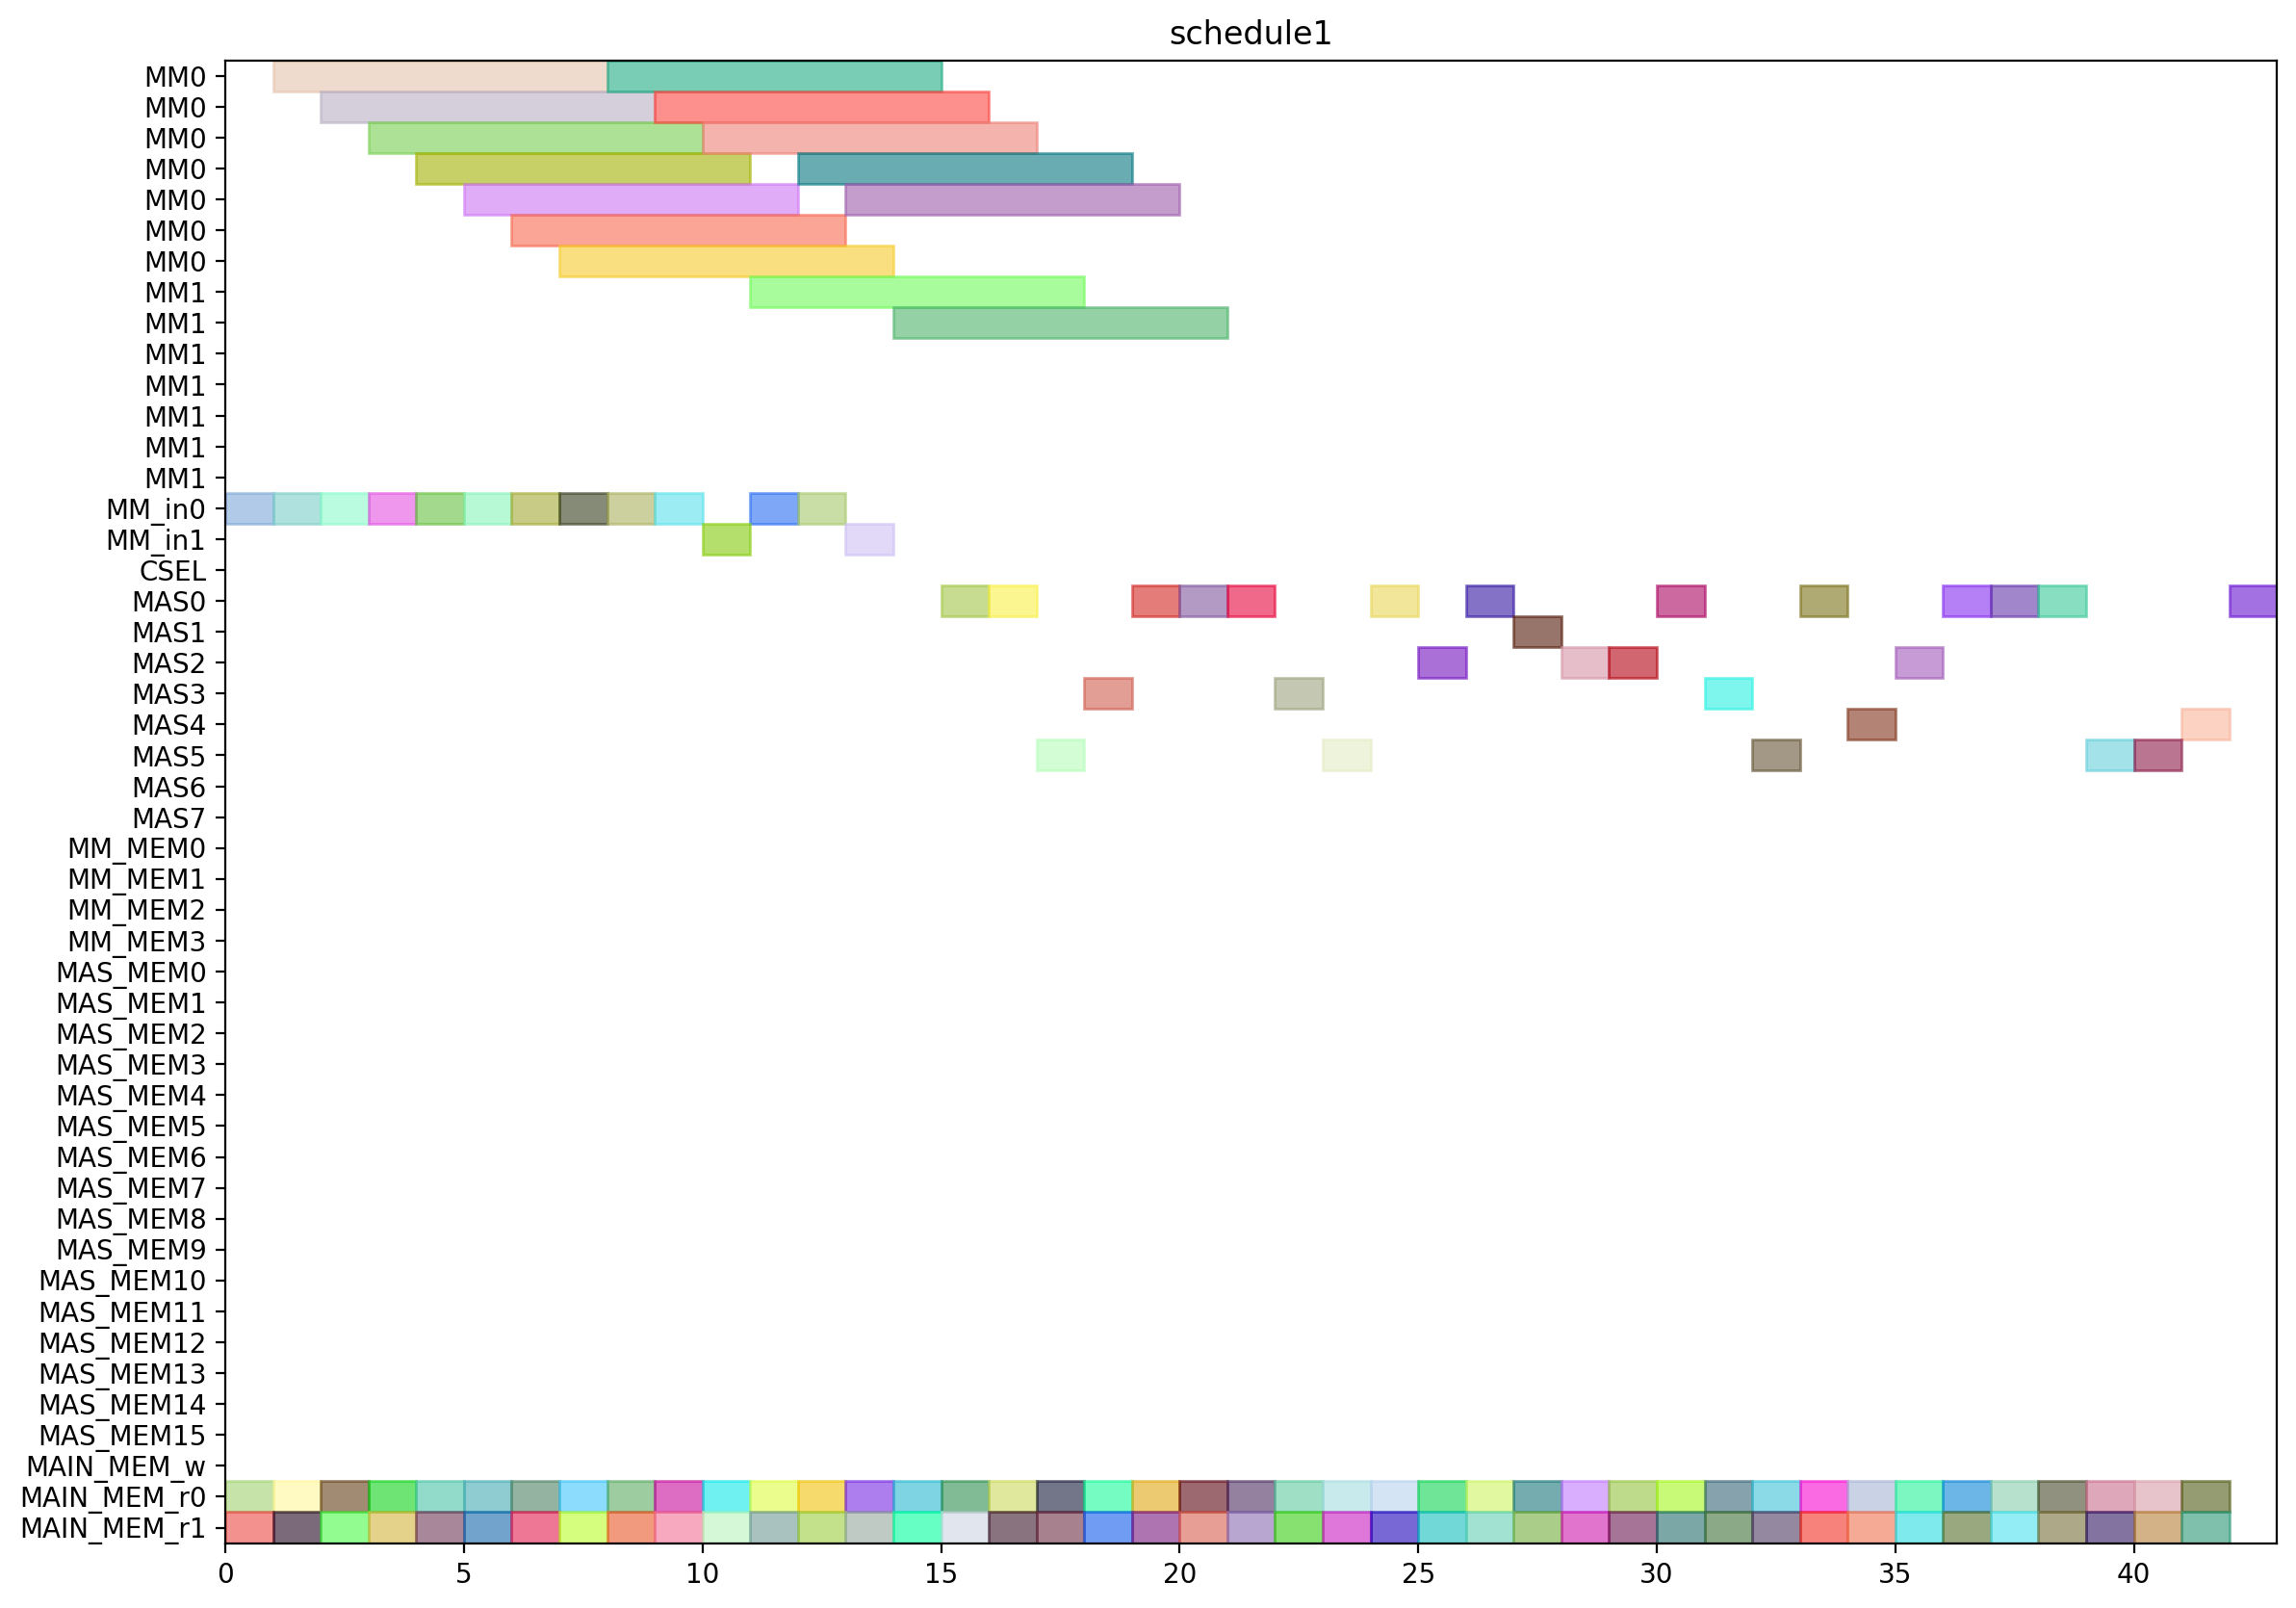 schedule1
MM0
MM0
MM0
MM0
MM0
MM0
MM0
MM1
MM1
MM1
MM1
MM1
MM1
MM1
MM_in0
MM_in1
CSEL
MAS0
MAS1
MAS2
MAS3
MAS4
MAS5
MAS6
MAS7
MM_MEM0
MM_MEM1
MM_MEM2
MM_MEM3
MAS_MEM0
MAS_MEM1
MAS_MEM2
MAS_MEM3
MAS_MEM4
MAS_MEM5
MAS_MEM6
MAS_MEM7
MAS_MEM8
MAS_MEM9
MAS_MEM10
MAS_MEM11
MAS_MEM12
MAS_MEM13
MAS_MEM14
MAS_MEM15
MAIN_MEM_w
MAIN_MEM_r0
MAIN_MEM_r1
0 5 10 15 20 25 30 35 40